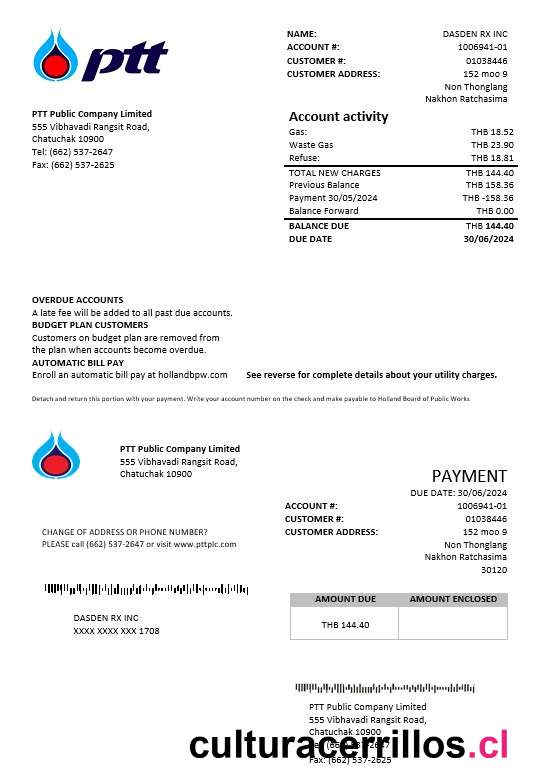 ptt
NAME: DASDEN RX INC
ACCOUNT #: 1006941-01
CUSTOMER #: 01038446
CUSTOMER ADDRESS: 152 moo 9
Non Thonglang
Nakhon Ratchasima
PTT Public Company Limited
555 Vibhavadi Rangsit Road,
Chatuchak 10900
Tel: (662) 537-2647
Fax: (662) 537-2625
Account activity
Gas: THB 18.52
Waste Gas THB 23.90
Refuse: THB 18.81
TOTAL NEW CHARGES THB 144.40
Previous Balance THB 158.36
Payment 30/05/2024 THB -158.36
Balance Forward THB 0.00
BALANCE DUE THB 144.40
DUE DATE 30/06/2024
OVERDUE ACCOUNTS
A late fee will be added to all past due accounts.
BUDGET PLAN CUSTOMERS
Customers on budget plan are removed from
the plan when accounts become overdue.
AUTOMATIC BILL PAY
Enroll an automatic bill pay at hollandbpw.com See reverse for complete details about your utility charges.
Detach and return this portion with your payment. Write your account number on the check and make payable to Holland Board of Public Works
PTT Public Company Limited
555 Vibhavadi Rangsit Road,
Chatuchak 10900
PAYMENT
DUE DATE: 30/06/2024
ACCOUNT #: 1006941-01
CUSTOMER #: 01038446
CUSTOMER ADDRESS: 152 moo 9
Non Thonglang
Nakhon Ratchasima
30120
CHANGE OF ADDRESS OR PHONE NUMBER?
PLEASE call (662) 537-2647 or visit www.pttplc.com
DASDEN RX INC
XXXX XXXX XXX 1708
AMOUNT DUE AMOUNT ENCLOSED
THB 144.40
PTT Public Company Limited
555 Vibhavadi Rangsit Road,
Chatuchak 10900
Tel: (662) 537-2647
Fax: (662) 537-2625
culturacerrillos.cl